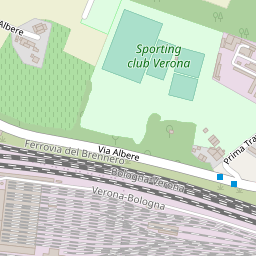 Albere
Sporting
club Verona
Prima Tra
Via Albere
Ferrovia del Brennero
Bologna-Verona
Verona-Bologna